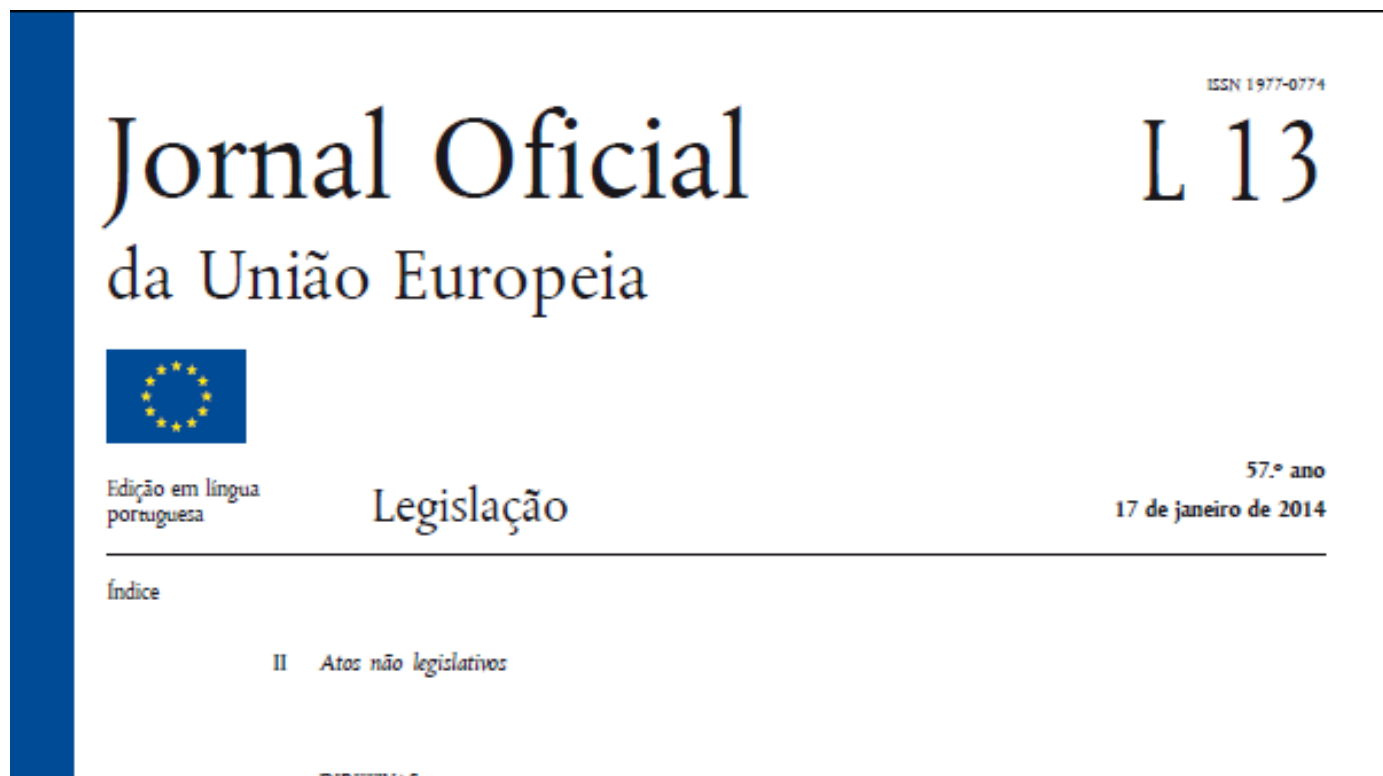 ISSN 1977-0774
Jornal Oficial
L 13
da União Europeia
57.º ano
Edição em língua
portuguesa
Legislação
17 de janeiro de 2014
Índice
II Atos não legislativos